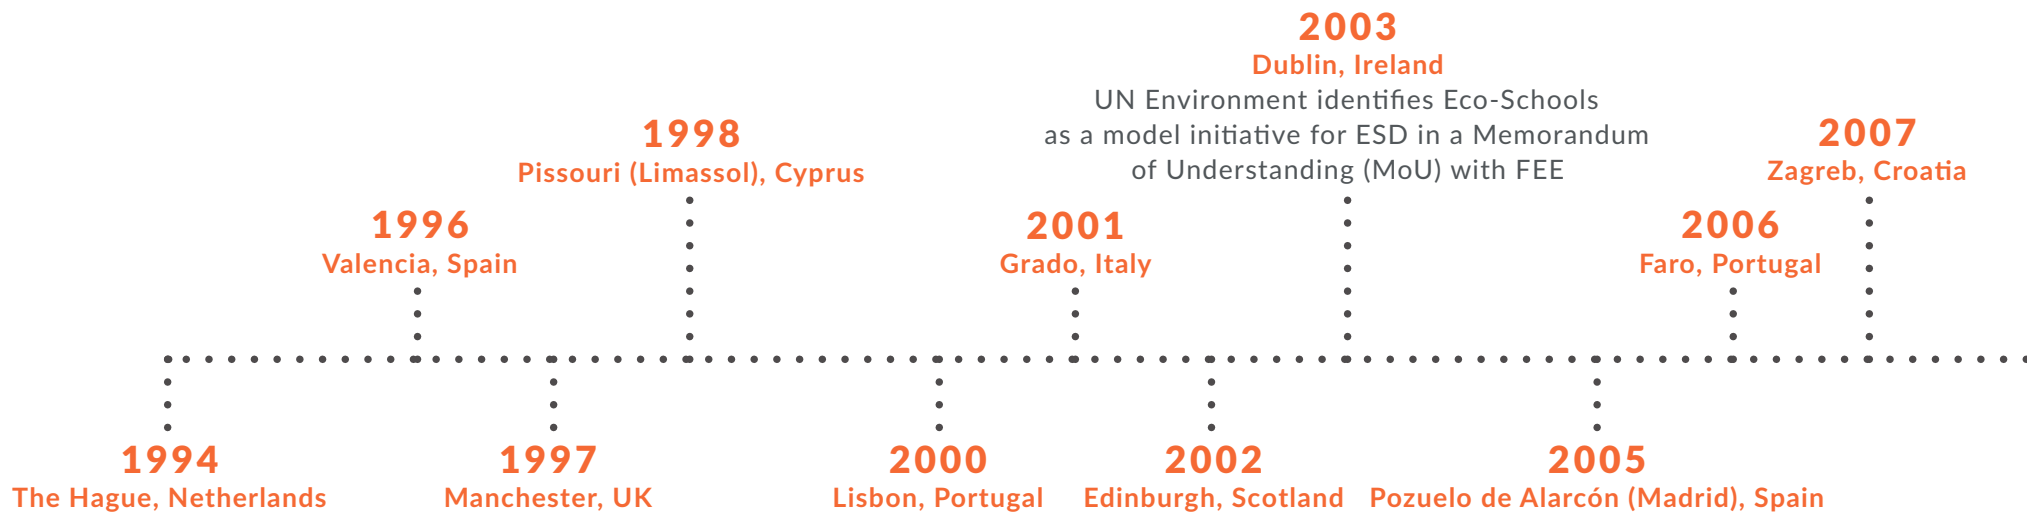 2003
Dublin, Ireland
UN Environment identifies Eco-Schools
as a model initiative for ESD in a Memorandum
of Understanding (MoU) with FEE
1998
Pissouri (Limassol), Cyprus
2007
Zagreb, Croatia
1996
Valencia, Spain
2001
Grado, Italy
2006
Faro, Portugal
1994
The Hague, Netherlands
1997
Manchester, UK
2000
Lisbon, Portugal
2002
Edinburgh, Scotland
2005
Pozuelo de Alarcón (Madrid), Spain